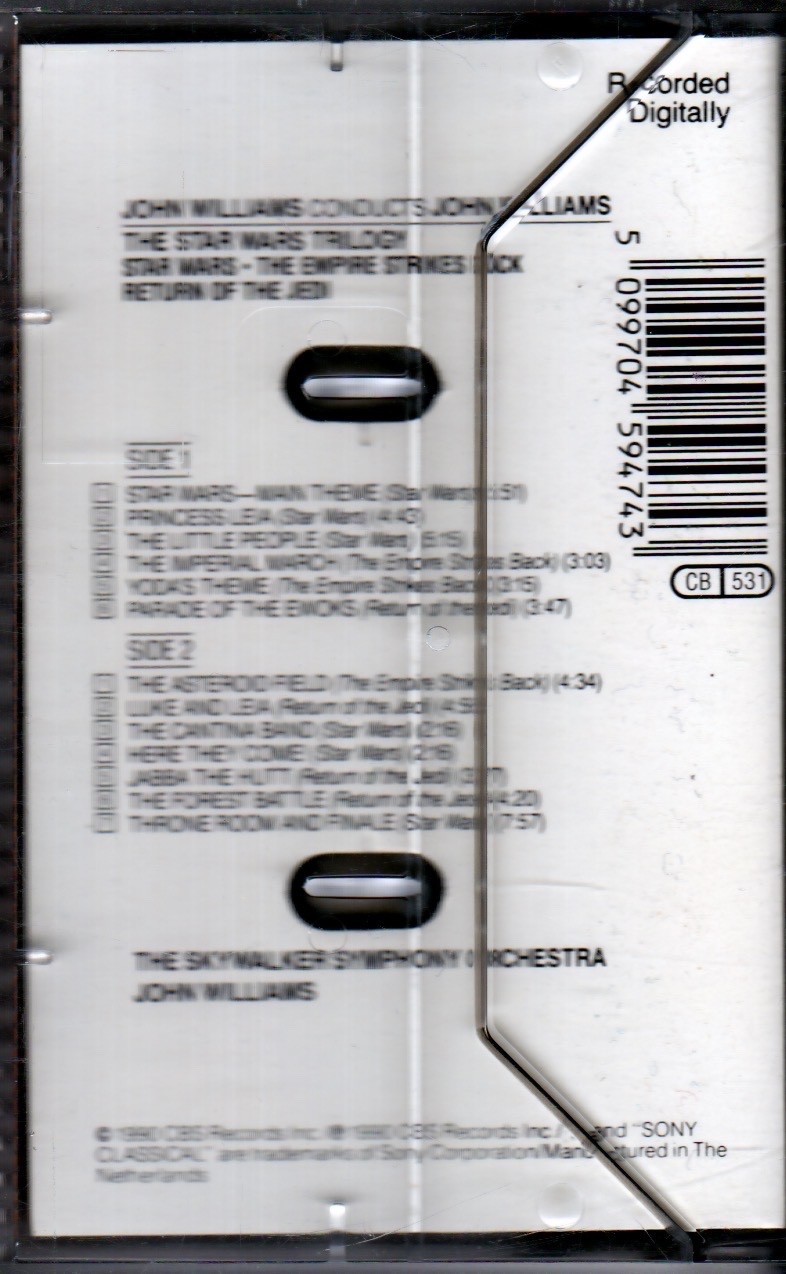 Recorded
Digitally
JOHN WILLIAMS CONDUCTS JOHN WILLIAMS
THE STAR WARS TRILOGY
STAR WARS • THE EMPIRE STRIKES BACK
RETURN OF THE JEDI
5 099704 594743
CB 531
SIDE 1
STAR WARS—MAIN THEME (Star Wars)
PRINCESS LEIA (Star Wars) (4:43)
THE LITTLE PEOPLE (Star Wars) (5:15)
THE IMPERIAL MARCH (The Empire Strikes Back) (3:03)
YODA'S THEME (The Empire Strikes Back) (3:15)
PARADE OF THE EWOKS (Return of the Jedi) (3:47)
SIDE 2
THE ASTEROID FIELD (The Empire Strikes Back) (4:34)
LUKE AND LEIA (Return of the Jedi)
THE CANTINA BAND (Star Wars) (2:16)
HERE THEY COME! (Star Wars) (2:16)
JABBA THE HUTT (Return of the Jedi)
THE FOREST BATTLE (Return of the Jedi) (4:20)
THRONE ROOM AND FINALE (Star Wars) (7:57)
THE SKYWALKER SYMPHONY ORCHESTRA
JOHN WILLIAMS
© 1990 CBS Records Inc. ℗ 1990 CBS Records Inc./ and "SONY
CLASSICAL" are trademarks of Sony Corporation/Manufactured in The
Netherlands